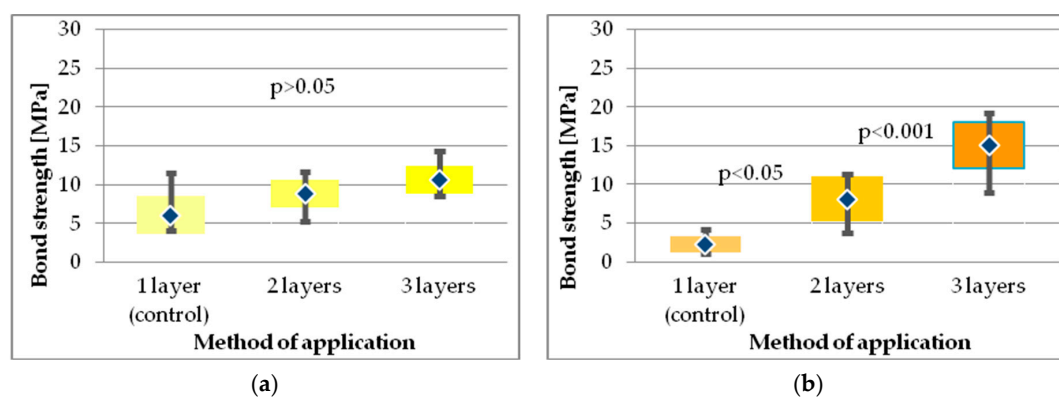 30
25
20
15
10
5
0
Bond strength [MPa]
p>0.05
1 layer
(control)
2 layers
3 layers
Method of application
(a)
30
25
20
15
10
5
0
Bond strength [MPa]
p<0.001
p<0.05
1 layer
(control)
2 layers
3 layers
Method of application
(b)